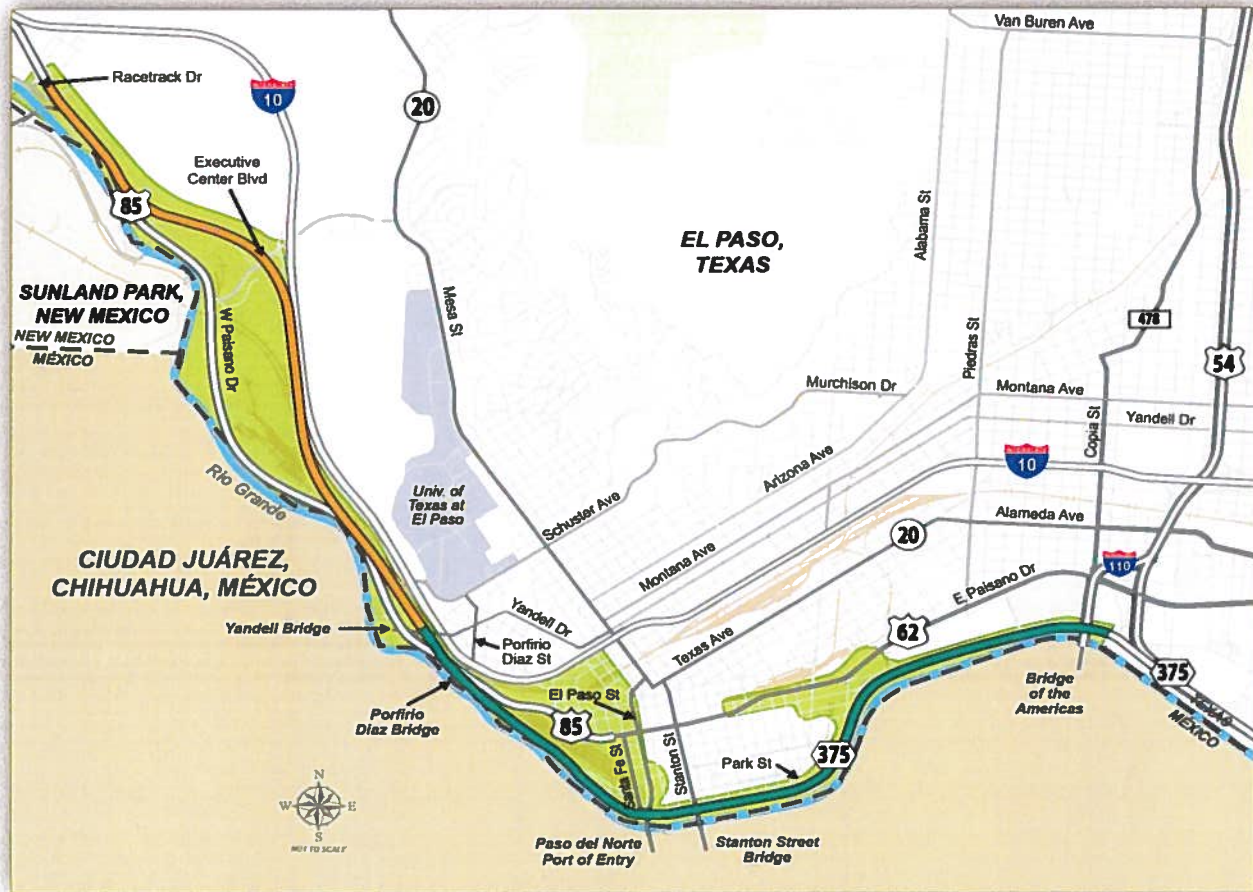 Van Buren Ave
Racetrack Dr
10
20
Executive
Center Blvd
85
Alabama St
EL PASO,
TEXAS
SUNLAND PARK,
NEW MEXICO
NEW MEXICO
MÉXICO
W Paisano Dr
Mesa St
Piedras St
478
54
Murchison Dr
Montana Ave
Yandell Dr
Copia St
10
Arizona Ave
Rio Grande
Univ. of
Texas at
El Paso
Schuster Ave
Alameda Ave
20
Montana Ave
CIUDAD JUÁREZ,
CHIHUAHUA, MÉXICO
110
E Paisano Dr
Yandell Bridge
Yandell Dr
Porfirio
Diaz St
Texas Ave
62
El Paso St
85
Bridge
of the
Americas
375
TEXAS
MÉXICO
Porfirio
Diaz Bridge
Santa Fe St
Stanton St
Park St
375
N
W
E
S
NOT TO SCALE
Paso del Norte
Port of Entry
Stanton Street
Bridge